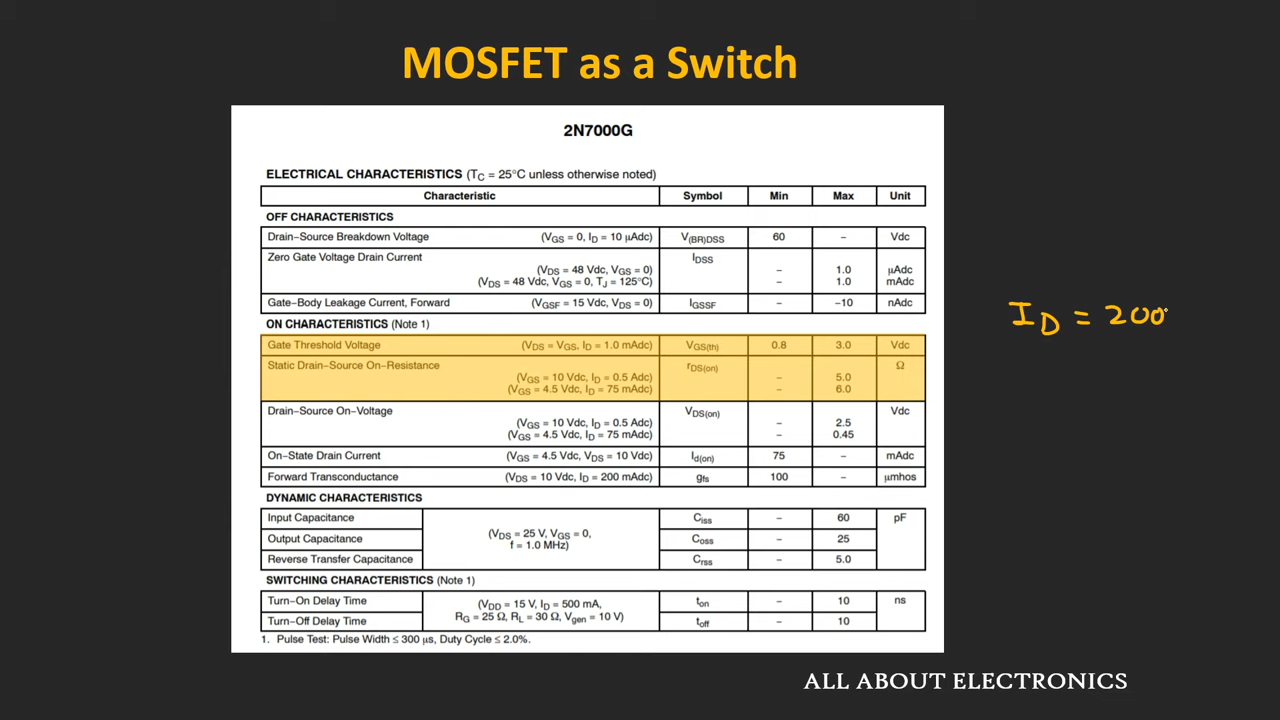 MOSFET as a Switch
2N7000G
ELECTRICAL CHARACTERISTICS (TC = 25°C unless otherwise noted)
Characteristic Symbol Min Max Unit
OFF CHARACTERISTICS
Drain−Source Breakdown Voltage (VGS = 0, ID = 10 μAdc) V(BR)DSS 60 – Vdc
Zero Gate Voltage Drain Current IDSS
(VDS = 48 Vdc, VGS = 0) – 1.0 μAdc
(VDS = 48 Vdc, VGS = 0, TJ = 125°C) – 1.0 mAdc
Gate−Body Leakage Current, Forward (VGSF = 15 Vdc, VDS = 0) IGSSF – −10 nAdc
ON CHARACTERISTICS (Note 1)
Gate Threshold Voltage (VDS = VGS, ID = 1.0 mAdc) VGS(th) 0.8 3.0 Vdc
Static Drain−Source On−Resistance rDS(on) Ω
(VGS = 10 Vdc, ID = 0.5 Adc) – 5.0
(VGS = 4.5 Vdc, ID = 75 mAdc) – 6.0
Drain−Source On−Voltage VDS(on) Vdc
(VGS = 10 Vdc, ID = 0.5 Adc) – 2.5
(VGS = 4.5 Vdc, ID = 75 mAdc) – 0.45
On−State Drain Current (VGS = 4.5 Vdc, VDS = 10 Vdc) Id(on) 75 – mAdc
Forward Transconductance (VDS = 10 Vdc, ID = 200 mAdc) gfs 100 – μmhos
DYNAMIC CHARACTERISTICS
Input Capacitance Ciss – 60 pF
(VDS = 25 V, VGS = 0,
f = 1.0 MHz)
Output Capacitance Coss – 25
Reverse Transfer Capacitance Crss – 5.0
SWITCHING CHARACTERISTICS (Note 1)
Turn−On Delay Time ton – 10 ns
(VDD = 15 V, ID = 500 mA,
RG = 25 Ω, RL = 30 Ω, Vgen = 10 V)
Turn−Off Delay Time toff – 10
1. Pulse Test: Pulse Width ≤ 300 μs, Duty Cycle ≤ 2.0%.
ID = 200
ALL ABOUT ELECTRONICS